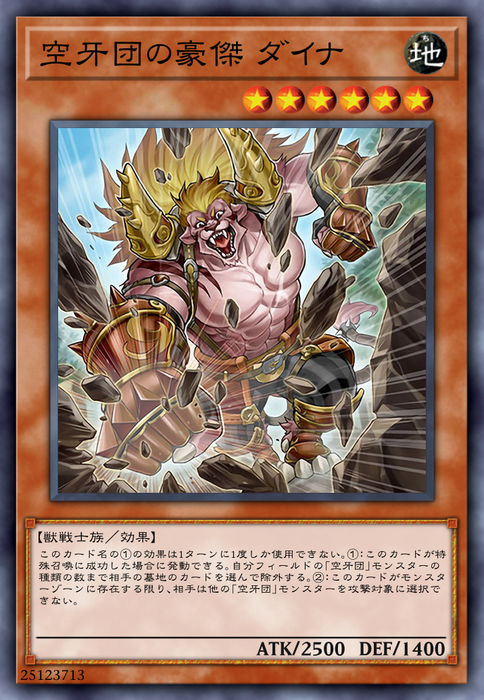 空牙団の豪傑 ダイナ
ち
地
【獣戦士族／効果】
このカード名の①の効果は1ターンに1度しか使用できない。①：このカードが特
殊召喚に成功した場合に発動できる。自分フィールドの「空牙団」モンスターの
種類の数まで相手の墓地のカードを選んで除外する。②：このカードがモンスタ
ーゾーンに存在する限り、相手は他の「空牙団」モンスターを攻撃対象に選択で
きない。
ATK/2500 DEF/1400
25123713